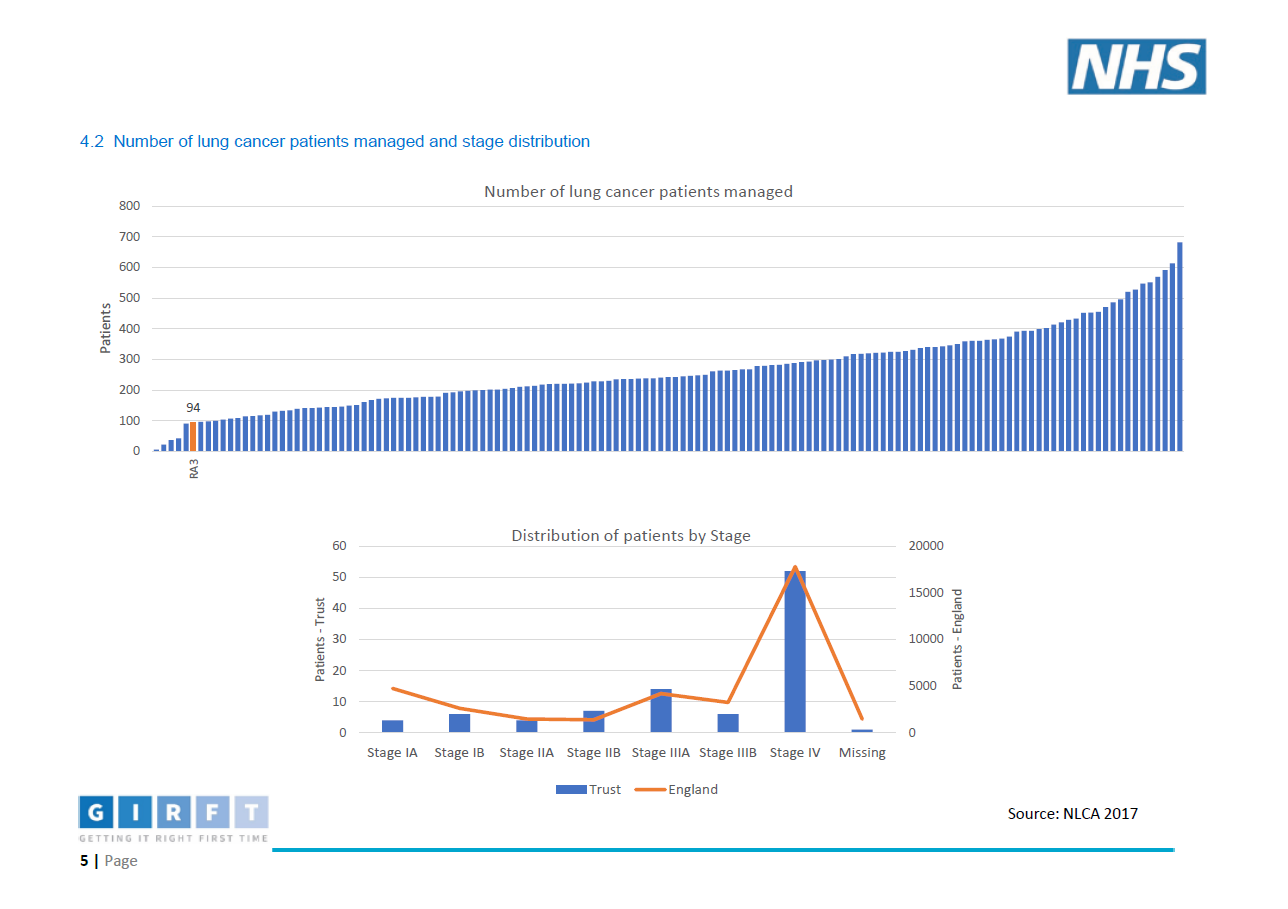 NHS
4.2 Number of lung cancer patients managed and stage distribution
Number of lung cancer patients managed
800
700
600
500
400
300
200
100
0
Patients
94
RA3
Distribution of patients by Stage
60
50
40
30
20
10
0
Patients - Trust
20000
15000
10000
5000
0
Patients - England
Stage IA Stage IB Stage IIA Stage IIB Stage IIIA Stage IIIB Stage IV Missing
Trust England
GIRFT
GETTING IT RIGHT FIRST TIME
Source: NLCA 2017
5 | Page